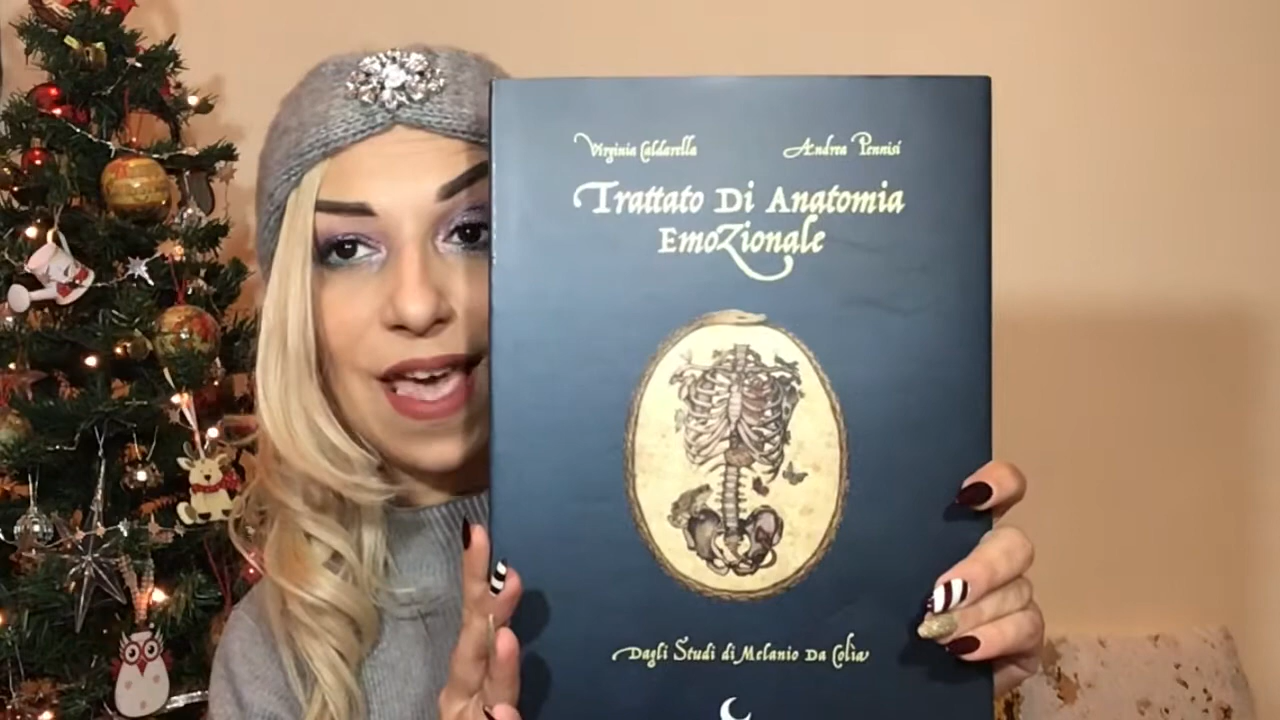 Virginia Caldarella
Andrea Pennisi
Trattato Di Anatomia
EmoZionale
Dagli Studi di Melanio Da Colia